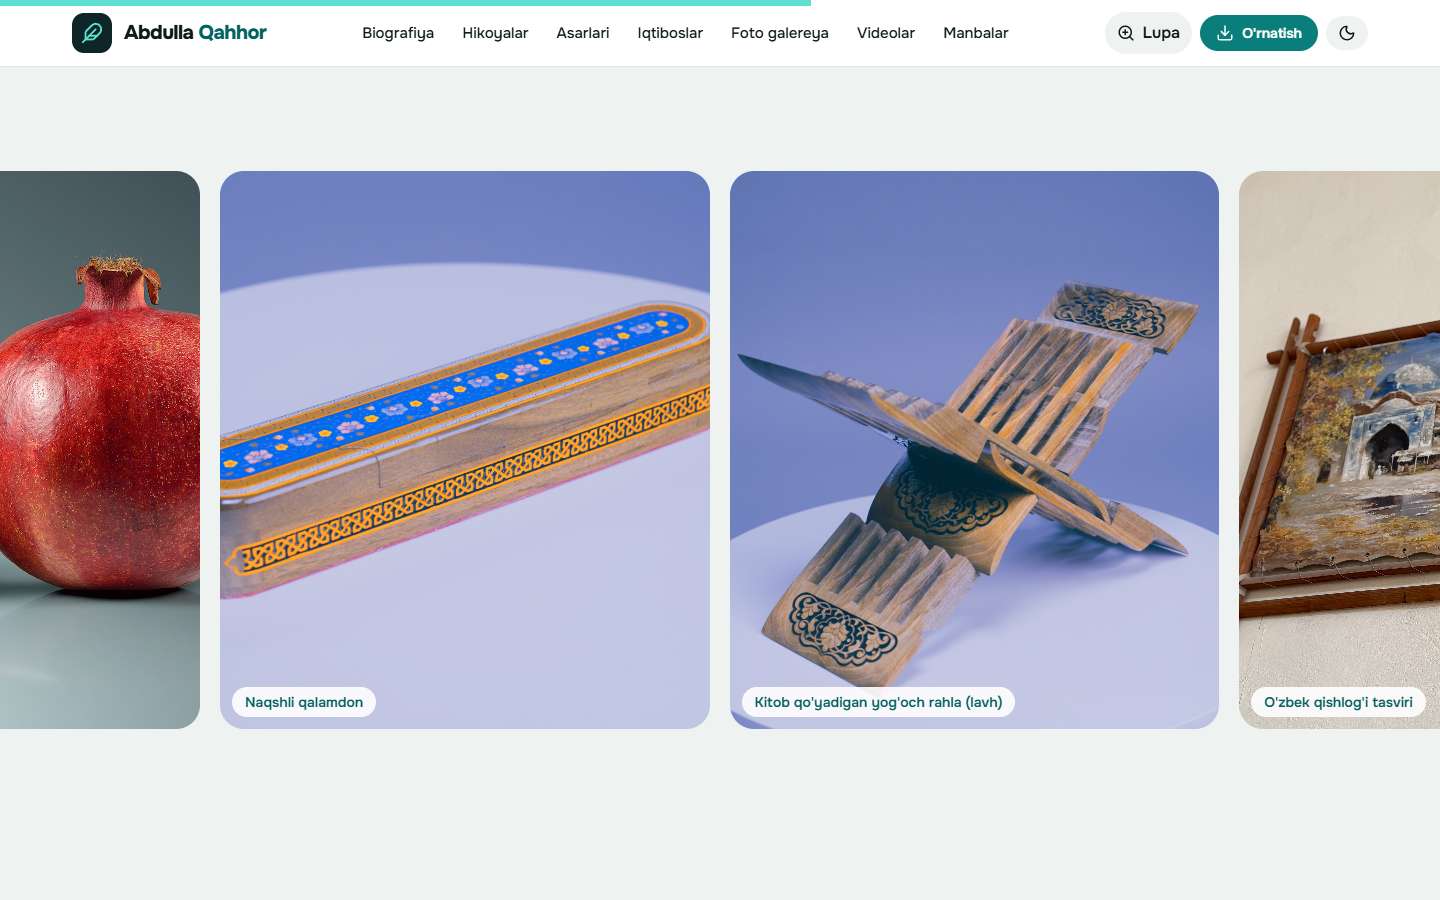 Abdulla Qahhor
Biografiya
Hikoyalar
Asarlari
Iqtiboslar
Foto galereya
Videolar
Manbalar
Lupa
O'rnatish
Naqshli qalamdon
Kitob qo'yadigan yog'och rahla (lavh)
O'zbek qishlog'i tasviri